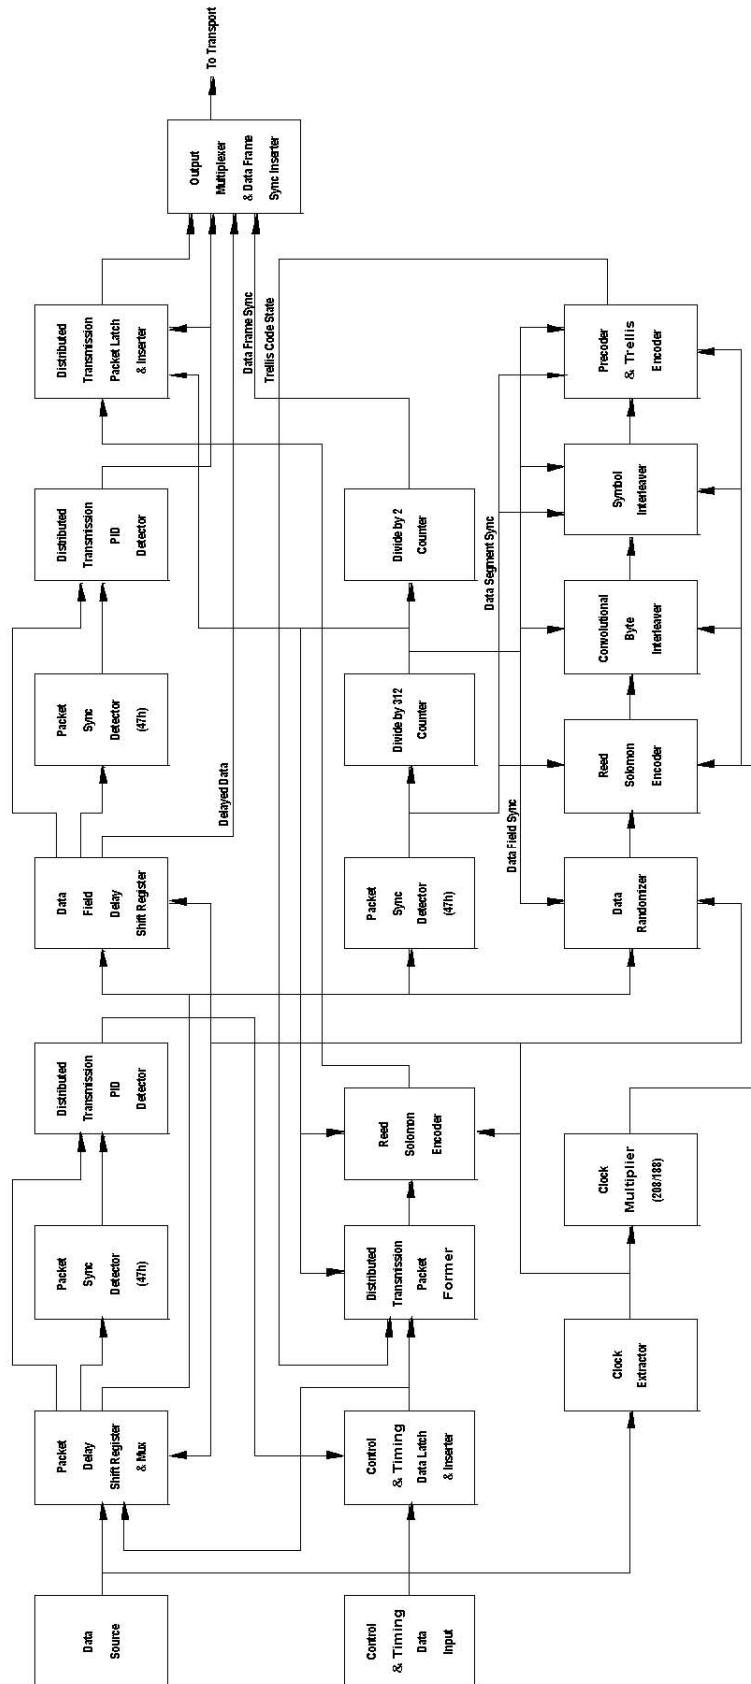 Data
Source
Packet
Delay
Shift Register
& Mux
Packet
Sync
Detector
(47h)
Distributed
Transmission
PID
Detector
Data
Field
Delay
Shift Register
Packet
Sync
Detector
(47h)
Distributed
Transmission
PID
Detector
Distributed
Transmission
Packet Latch
& Inserter
Output
Multiplexer
& Data Frame
Sync Inserter
To Transport
Delayed Data
Data Frame Sync
Trellis Code State
Control
& Timing
Data
Input
Control
& Timing
Data Latch
& Inserter
Distributed
Transmission
Packet
Former
Reed
Solomon
Encoder
Packet
Sync
Detector
(47h)
Divide by 312
Counter
Divide by 2
Counter
Data Segment Sync
Data Field Sync
Clock
Extractor
Clock
Multiplier
(208/188)
Data
Randomizer
Reed
Solomon
Encoder
Convolutional
Byte
Interleaver
Symbol
Interleaver
Precoder
& Trellis
Encoder